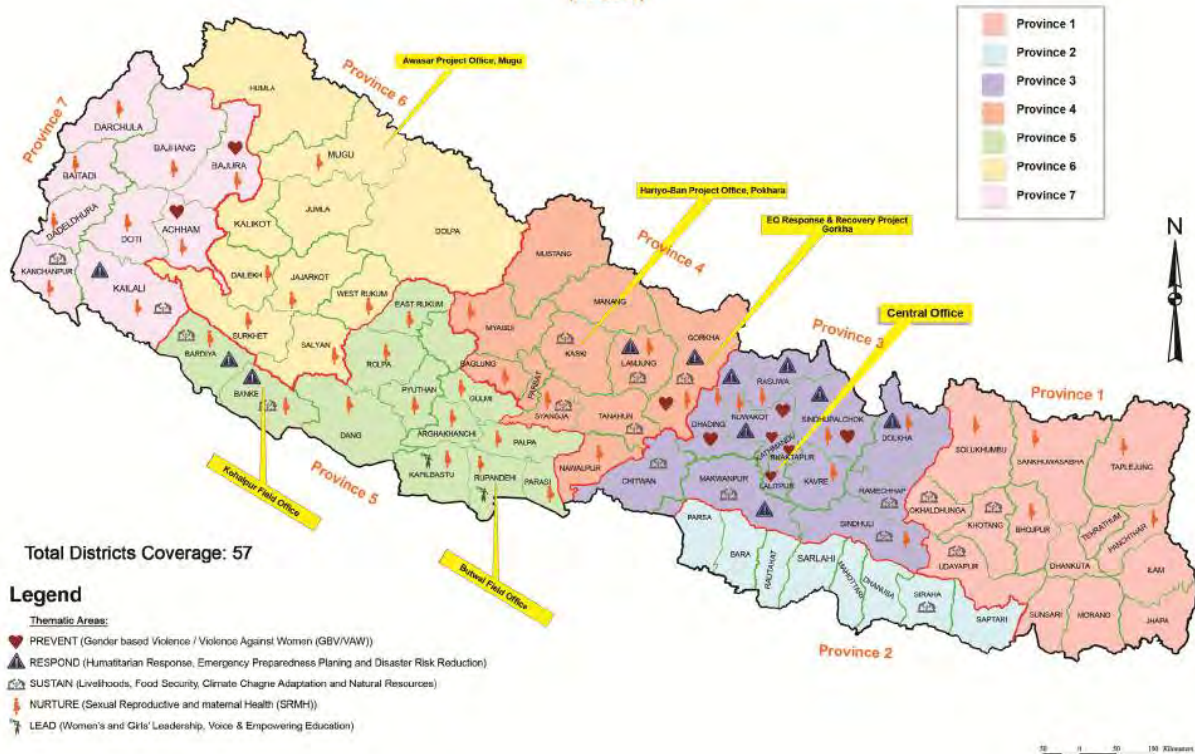 Province 1
Province 2
Province 3
Province 4
Province 5
Province 6
Province 7
Awasar Project Office, Mugu
Province 6
Province 7
HUMLA
DARCHULA
BAJHANG
BAJURA
MUGU
BAITADI
DADELDHURA
DOTI
ACHHAM
KALIKOT
JUMLA
DOLPA
KANCHANPUR
KAILALI
DAILEKH
JAJARKOT
WEST RUKUM
EAST RUKUM
SURKHET
SALYAN
Hariyo-Ban Project Office, Pokhara
EQ Response & Recovery Project
Gorkha
Province 4
N
MUSTANG
MANANG
MYAGDI
KASKI
LAMJUNG
GORKHA
BAGLUNG
PARBAT
SYANGJA
TANAHUN
NAWALPUR
Central Office
Province 3
BARDIYA
BANKE
ROLPA
PYUTHAN
GULMI
DANG
ARGHAKHANCHI
PALPA
KAPILBASTU
RUPANDEHI
PARASI
Kohalpur Field Office
Province 5
Butwal Field Office
RASUWA
NUWAKOT
DHADING
SINDHUPALCHOK
DOLKHA
KATHMANDU
BHAKTAPUR
LALITPUR
KAVRE
CHITWAN
MAKWANPUR
RAMECHHAP
SINDHULI
Province 1
SOLUKHUMBU
SANKHUWASABHA
TAPLEJUNG
OKHALDHUNGA
KHOTANG
BHOJPUR
TERRATHUM
PANCHTHAR
UDAYAPUR
DHANKUTA
ILAM
SUNSARI
MORANG
JHAPA
PARSA
BARA
RAUTAHAT
SARLAHI
MAHOTTARI
DHANUSA
SIRAHA
SAPTARI
Province 2
Total Districts Coverage: 57
Legend
Thematic Areas:
PREVENT (Gender based Violence / Violence Against Women (GBV/VAW))
RESPOND (Humanitarian Response, Emergency Preparedness Planing and Disaster Risk Reduction)
SUSTAIN (Livelihoods, Food Security, Climate Chagne Adaptation and Natural Resources)
NURTURE (Sexual Reproductive and maternal Health (SRMH))
LEAD (Women's and Girls' Leadership, Voice & Empowering Education)
50 0 50 100 Kilometers